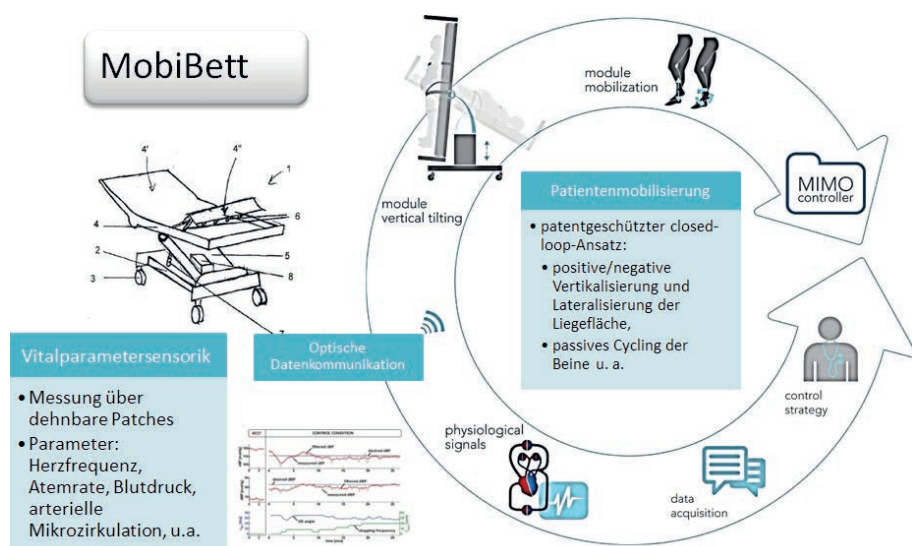 MobiBett
4'
4"
1
4
6
2
5
3
8
7
module
vertical tilting
module
mobilization
MIMO
controller
Patientenmobilisierung
• patentgeschützter closed-
loop-Ansatz:
• positive/negative
Vertikalisierung und
Lateralisierung der
Liegefläche,
• passives Cycling der
Beine u. a.
Vitalparametersensorik
• Messung über
dehnbare Patches
• Parameter:
Herzfrequenz,
Atemrate, Blutdruck,
arterielle
Mikrozirkulation, u.a.
Optische
Datenkommunikation
REST
CONTROL CONDITION
physiological
signals
data
acquisition
control
strategy